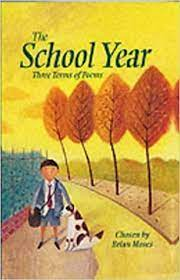 The
School Year
Three Terms of Poems
Chosen by
Brian Moses